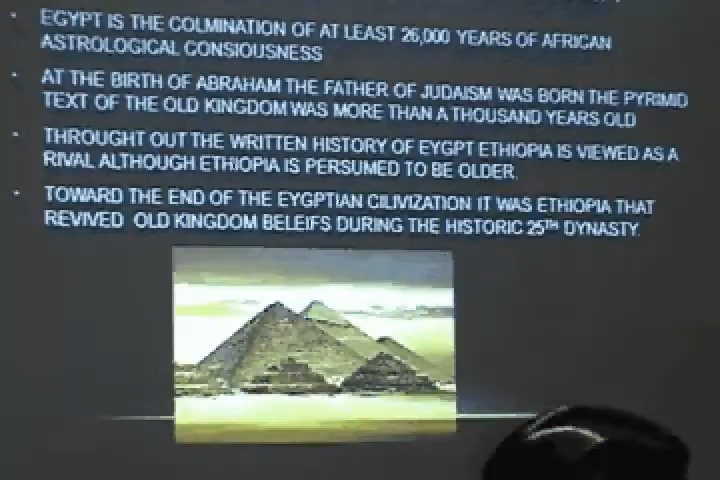 EGYPT IS THE COLMINATION OF AT LEAST 26,000 YEARS OF AFRICAN
ASTROLOGICAL CONSIOUSNESS
AT THE BIRTH OF ABRAHAM THE FATHER OF JUDAISM WAS BORN THE PYRIMID
TEXT OF THE OLD KINGDOM WAS MORE THAN A THOUSAND YEARS OLD
THROUGHT OUT THE WRITTEN HISTORY OF EYGPT ETHIOPIA IS VIEWED AS A
RIVAL ALTHOUGH ETHIOPIA IS PERSUMED TO BE OLDER.
TOWARD THE END OF THE EYGPTIAN CILIVIZATION IT WAS ETHIOPIA THAT
REVIVED OLD KINGDOM BELEIFS DURING THE HISTORIC 25TH DYNASTY.